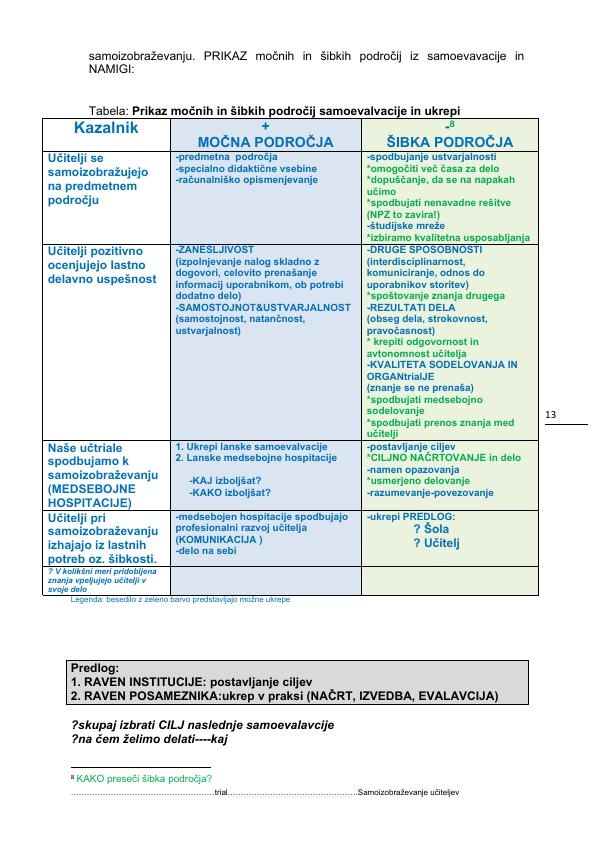 samoizobraževanju. PRIKAZ močnih in šibkih področij iz samoevavacije in
NAMIGI:
Tabela: Prikaz močnih in šibkih področij samoevalvacije in ukrepi
Kazalnik
+
MOČNA PODROČJA
-8
ŠIBKA PODROČJA
Učitelji se
samoizobražujejo
na predmetnem
področju
-predmetna področja
-specialno didaktične vsebine
-računalniško opismenjevanje
-spodbujanje ustvarjalnosti
*omogočiti več časa za delo
*dopuščanje, da se na napakah
učimo
*spodbujati nenavadne rešitve
(NPZ to zavira!)
-študijske mreže
*izbiramo kvalitetna usposabljanja
Učitelji pozitivno
ocenjujejo lastno
delavno uspešnost
-ZANESLJIVOST
(izpolnjevanje nalog skladno z
dogovori, celovito prenašanje
informacij uporabnikom, ob potrebi
dodatno delo)
-SAMOSTOJNOT&USTVARJALNOST
(samostojnost, natančnost,
ustvarjalnost)
-DRUGE SPOSOBNOSTI
(interdisciplinarnost,
komuniciranje, odnos do
uporabnikov storitev)
*spoštovanje znanja drugega
-REZULTATI DELA
(obseg dela, strokovnost,
pravočasnost)
* krepiti odgovornost in
avtonomnost učitelja
-KVALITETA SODELOVANJA IN
ORGANtrialJE
(znanje se ne prenaša)
*spodbujati medsebojno
sodelovanje
*spodbujati prenos znanja med
učitelji
Naše učtriale
spodbujamo k
samoizobraževanju
(MEDSEBOJNE
HOSPITACIJE)
1. Ukrepi lanske samoevalvacije
2. Lanske medsebojne hospitacije
-KAJ izboljšat?
-KAKO izboljšat?
-postavljanje ciljev
*CILJNO NAČRTOVANJE in delo
-namen opazovanja
*usmerjeno delovanje
-razumevanje-povezovanje
Učitelji pri
samoizobraževanju
izhajajo iz lastnih
potreb oz. šibkosti.
-medsebojen hospitacije spodbujajo
profesionalni razvoj učitelja
(KOMUNIKACIJA )
-delo na sebi
-ukrepi PREDLOG:
? Šola
? Učitelj
? V kolikšni meri pridobljena
znanja vpeljujejo učitelji v
svoje delo
Legenda: besedilo z zeleno barvo predstavljajo možne ukrepe
13
Predlog:
1. RAVEN INSTITUCIJE: postavljanje ciljev
2. RAVEN POSAMEZNIKA:ukrep v praksi (NAČRT, IZVEDBA, EVALAVCIJA)
?skupaj izbrati CILJ naslednje samoevalavcije
?na čem želimo delati----kaj
8 KAKO preseči šibka področja?
......................................................trial.................................................Samoizobraževanje učiteljev